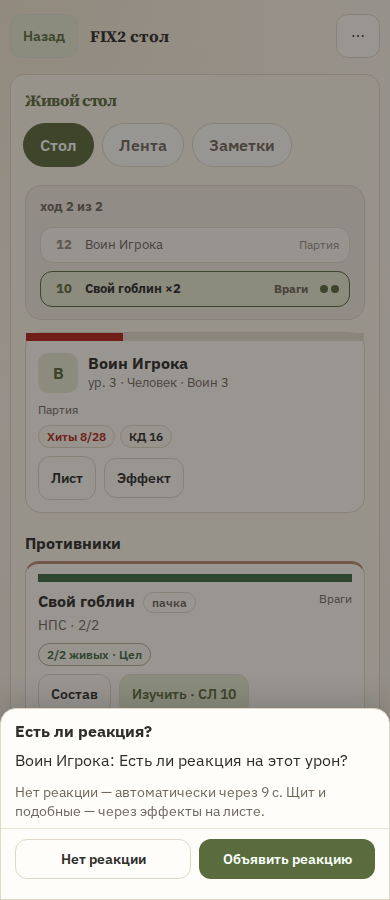 Назад
FIX2 стол
...
Живой стол
Стол
Лента
Заметки
ход 2 из 2
12 Воин Игрока Партия
10 Свой гоблин ×2 Враги
В
Воин Игрока
ур. 3 · Человек · Воин 3
Партия
Хиты 8/28
КД 16
Лист
Эффект
Противники
Свой гоблин пачка Враги
НПС · 2/2
2/2 живых · Цел
Состав
Изучить · СЛ 10
Есть ли реакция?
Воин Игрока: Есть ли реакция на этот урон?
Нет реакции — автоматически через 9 с. Щит и
подобные — через эффекты на листе.
Нет реакции
Объявить реакцию